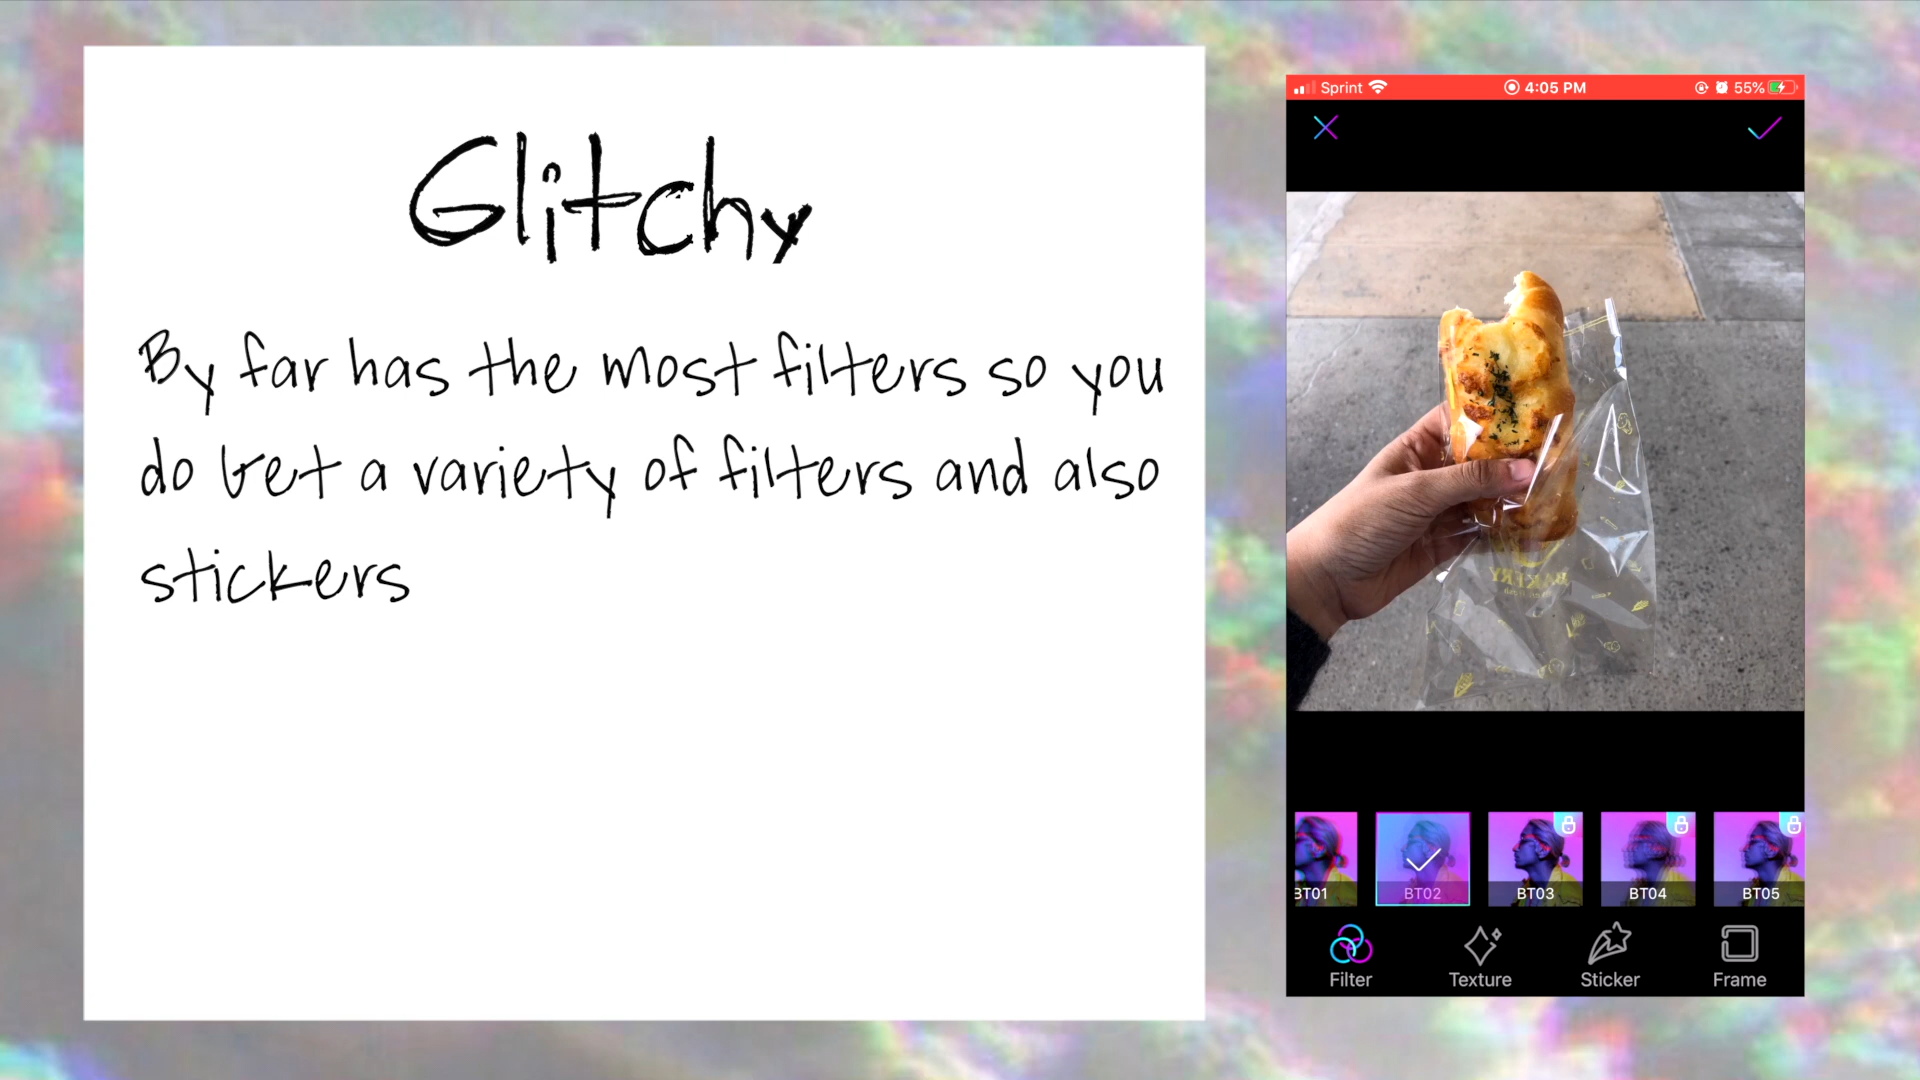 Glitchy
By far has the most filters so you
do get a variety of filters and also
stickers
Sprint 4:05 PM 55%
BAKERY
BT01 BT02 BT03 BT04 BT05
Filter Texture Sticker Frame